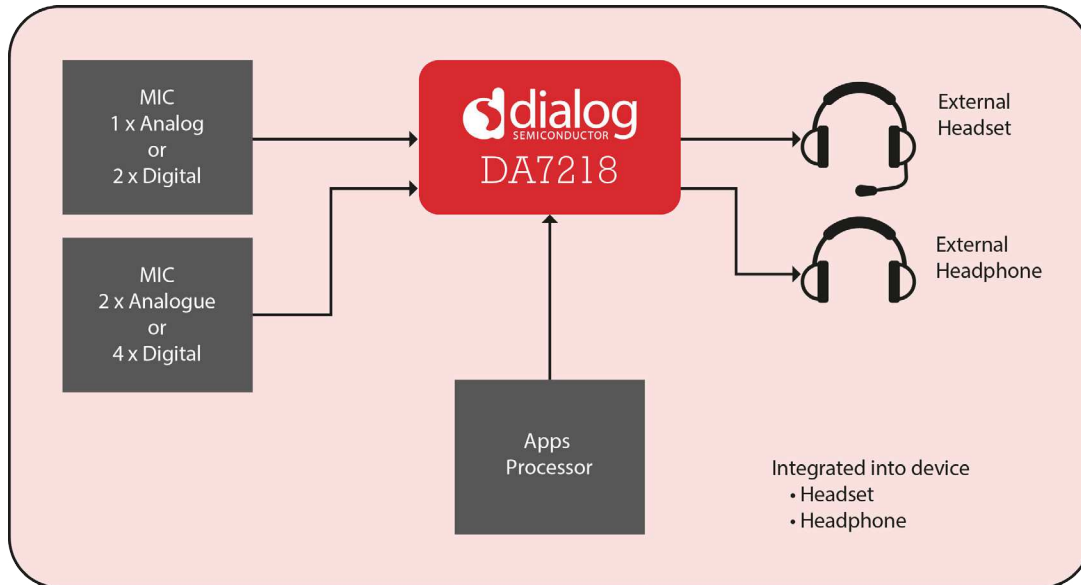 MIC
1 x Analog
or
2 x Digital
dialog
SEMICONDUCTOR
DA7218
External
Headset
MIC
2 x Analogue
or
4 x Digital
External
Headphone
Apps
Processor
Integrated into device
• Headset
• Headphone